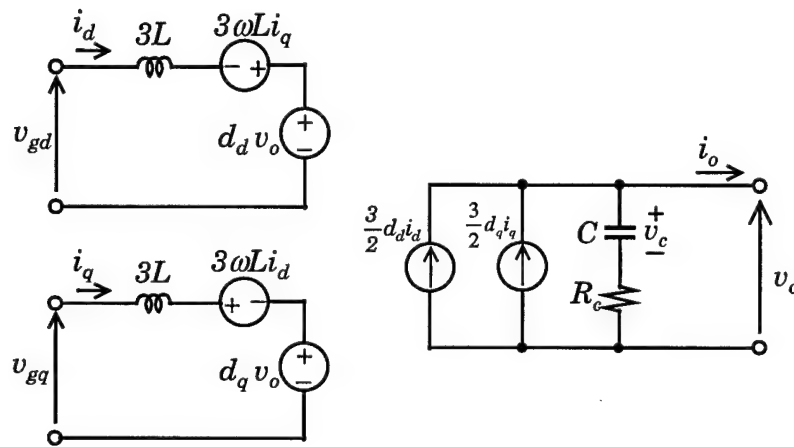 i_d 3L 3ωLi_q
− +
v_gd
d_d v_o
+
−
i_q 3L 3ωLi_d
+ −
v_gq
d_q v_o
+
−
i_o
3/2 d_d i_d
3/2 d_q i_q
C
+
v_c
−
R_c
v_o